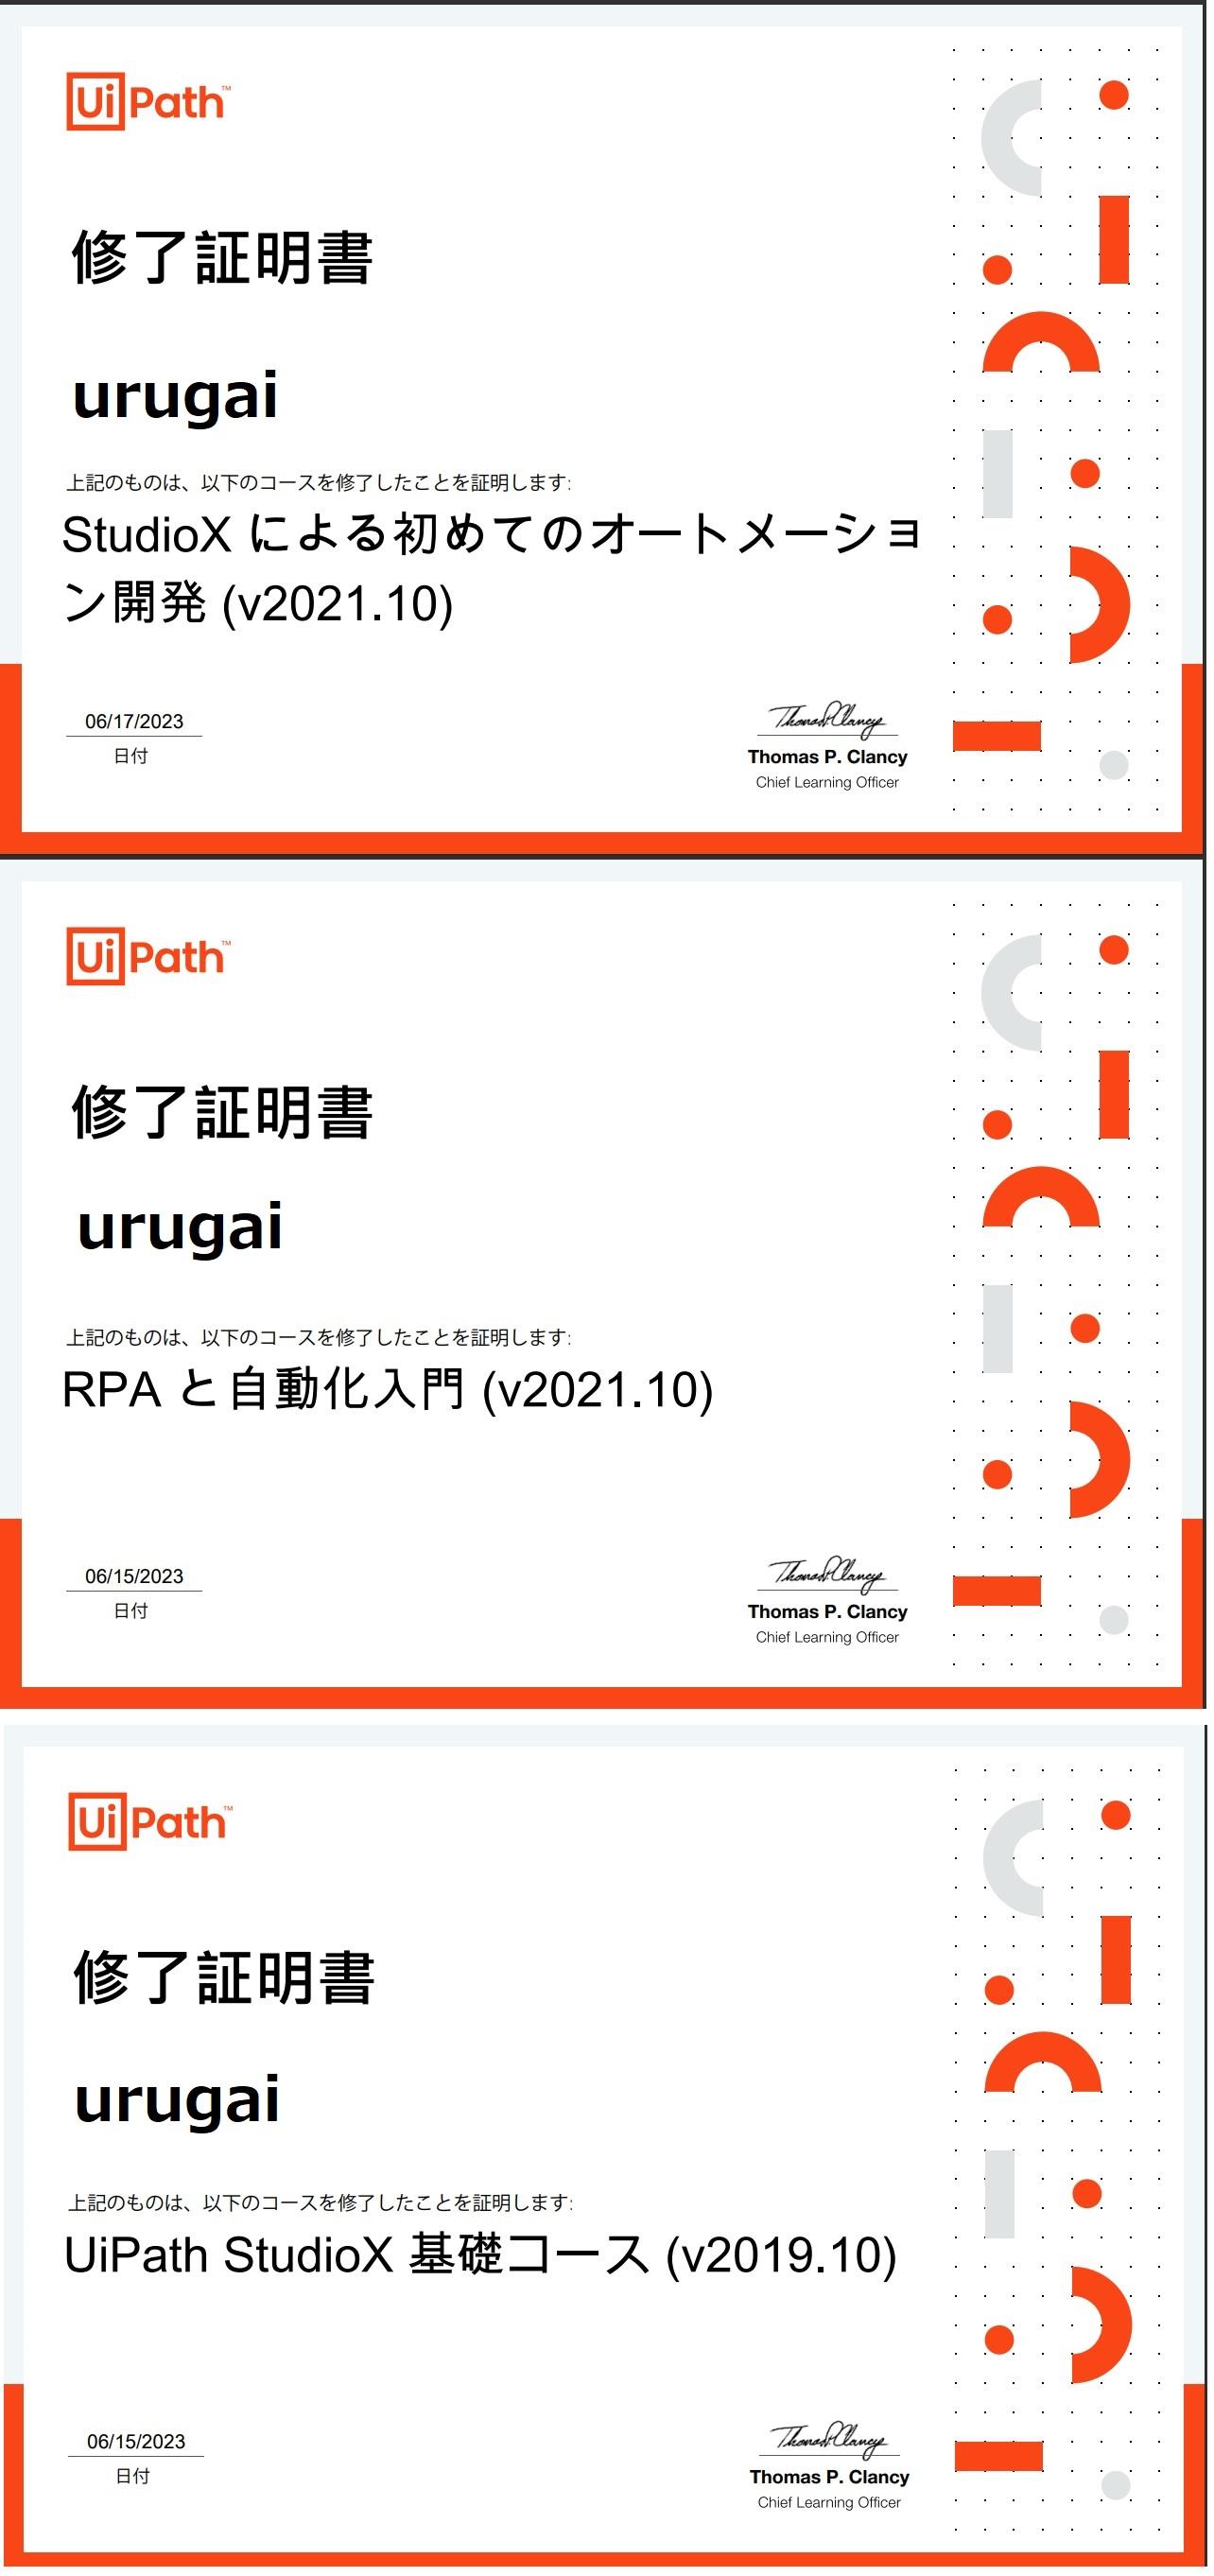 UiPath™
修了証明書
urugai
上記のものは、以下のコースを修了したことを証明します:
StudioX による初めてのオートメーショ
ン開発 (v2021.10)
06/17/2023
日付
Thomas P. Clancy
Thomas P. Clancy
Chief Learning Officer
UiPath™
修了証明書
urugai
上記のものは、以下のコースを修了したことを証明します:
RPA と自動化入門 (v2021.10)
06/15/2023
日付
Thomas P. Clancy
Thomas P. Clancy
Chief Learning Officer
UiPath™
修了証明書
urugai
上記のものは、以下のコースを修了したことを証明します:
UiPath StudioX 基礎コース (v2019.10)
06/15/2023
日付
Thomas P. Clancy
Thomas P. Clancy
Chief Learning Officer